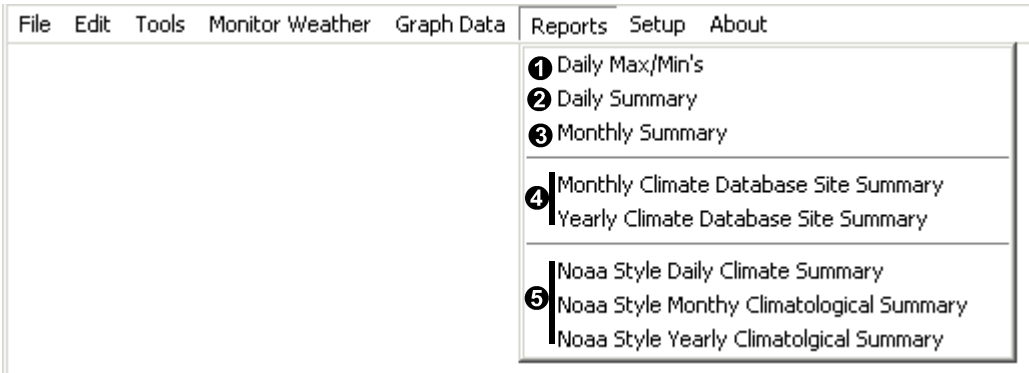 File Edit Tools Monitor Weather Graph Data Reports Setup About
1 Daily Max/Min's
2 Daily Summary
3 Monthly Summary
4 Monthly Climate Database Site Summary
Yearly Climate Database Site Summary
5 Noaa Style Daily Climate Summary
Noaa Style Monthy Climatological Summary
Noaa Style Yearly Climatolgical Summary